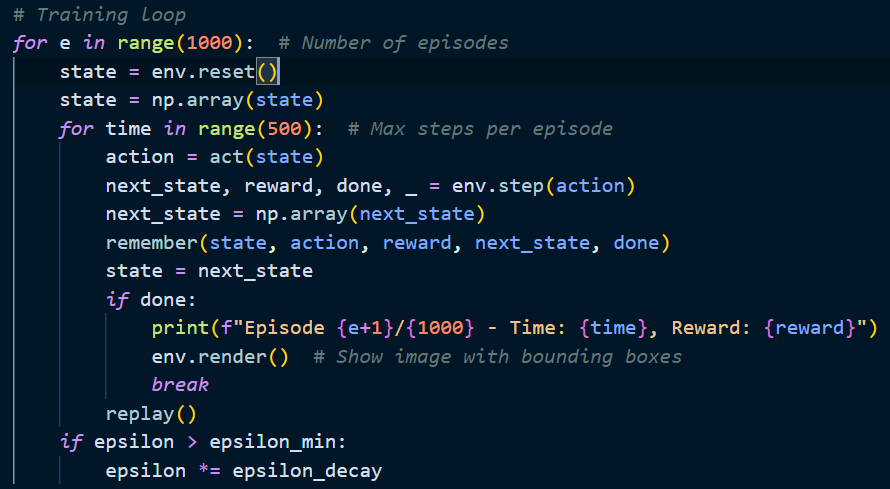 # Training loop
for e in range(1000):  # Number of episodes
    state = env.reset()
    state = np.array(state)
    for time in range(500):  # Max steps per episode
        action = act(state)
        next_state, reward, done, _ = env.step(action)
        next_state = np.array(next_state)
        remember(state, action, reward, next_state, done)
        state = next_state
        if done:
            print(f"Episode {e+1}/{1000} - Time: {time}, Reward: {reward}")
            env.render()  # Show image with bounding boxes
            break
        replay()
    if epsilon > epsilon_min:
        epsilon *= epsilon_decay